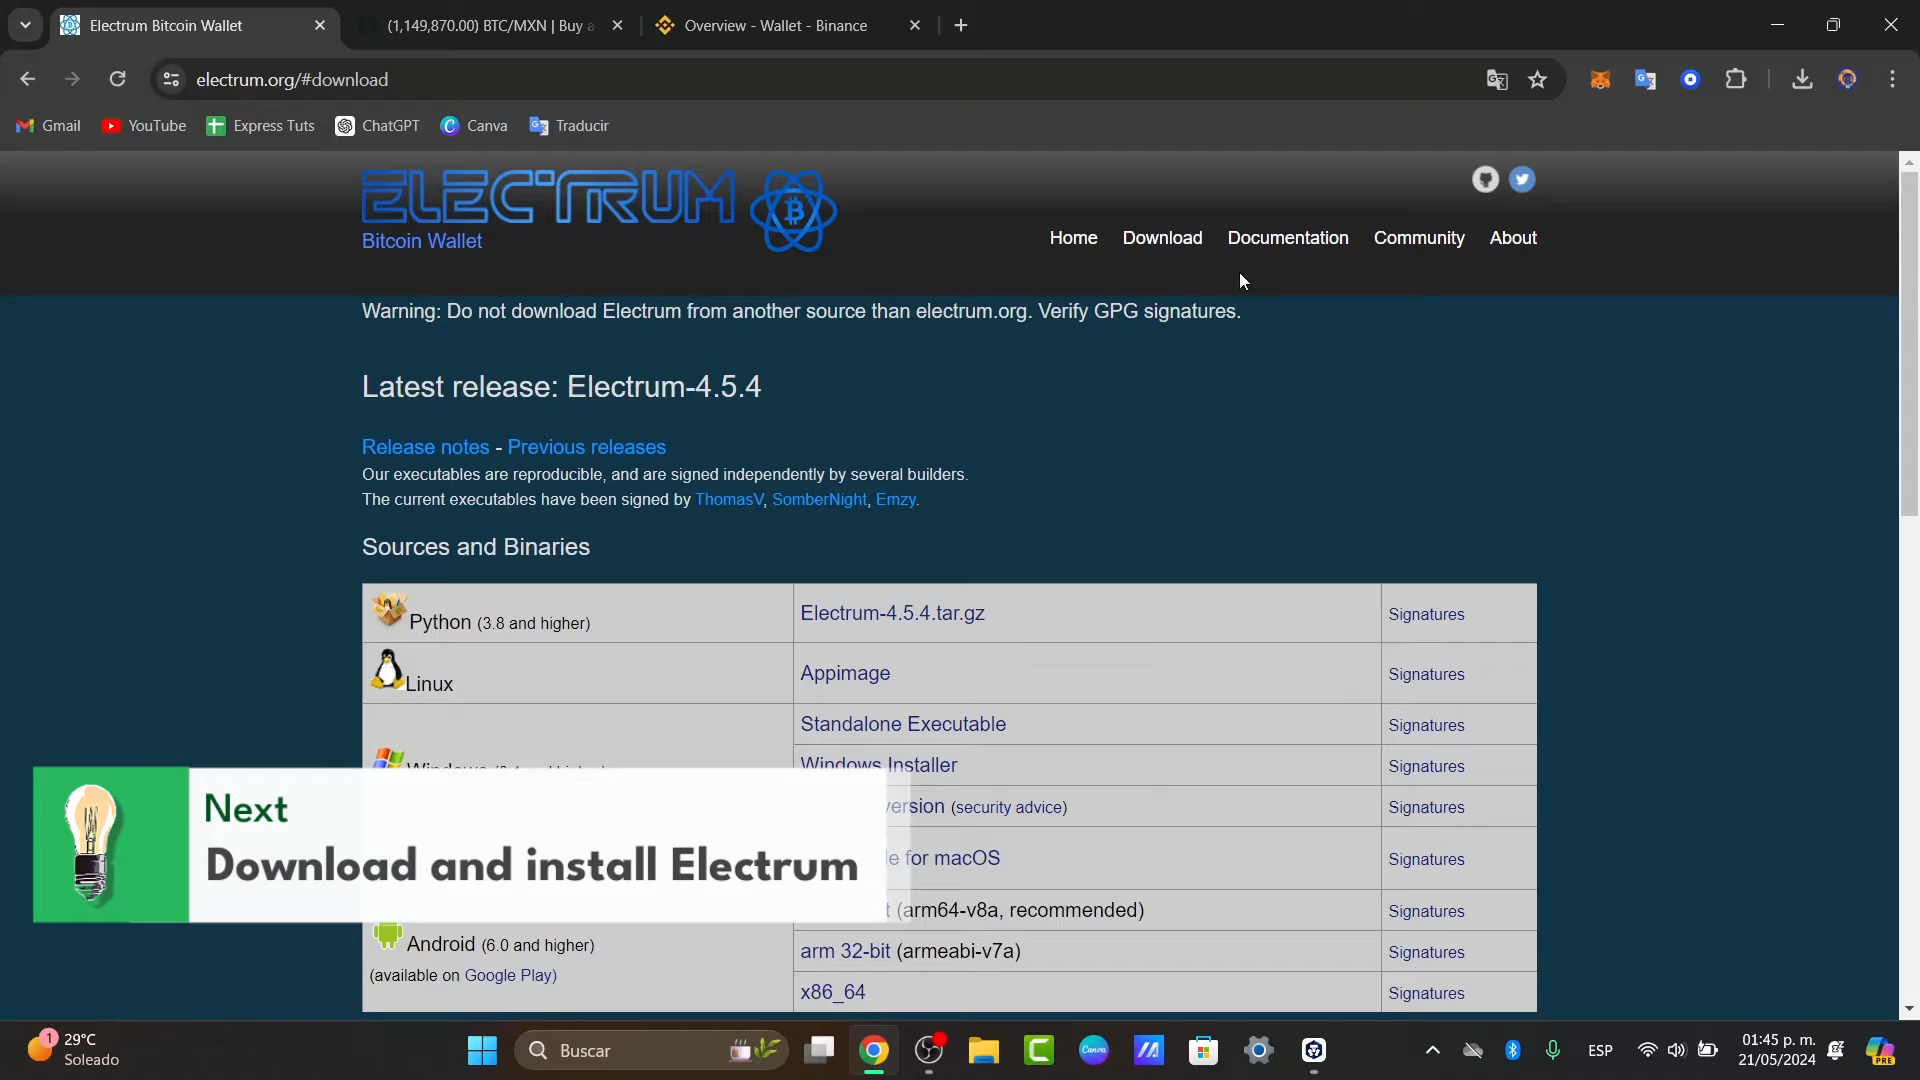 Electrum Bitcoin Wallet
(1,149,870.00) BTC/MXN | Buy
Overview - Wallet - Binance
electrum.org/#download
Gmail
YouTube
Express Tuts
ChatGPT
Canva
Traducir
ELECTRUM
Bitcoin Wallet
Home
Download
Documentation
Community
About
Warning: Do not download Electrum from another source than electrum.org. Verify GPG signatures.
Latest release: Electrum-4.5.4
Release notes - Previous releases
Our executables are reproducible, and are signed independently by several builders.
The current executables have been signed by ThomasV, SomberNight, Emzy.
Sources and Binaries
Python (3.8 and higher)
Electrum-4.5.4.tar.gz
Signatures
Linux
Appimage
Signatures
Standalone Executable
Signatures
Windows Installer
Signatures
(security advice)
Signatures
for macOS
Signatures
(arm64-v8a, recommended)
Signatures
Android (6.0 and higher)
(available on Google Play)
arm 32-bit (armeabi-v7a)
Signatures
x86_64
Signatures
Next
Download and install Electrum
1
29°C
Soleado
Buscar
Canva
ESP
01:45 p. m.
21/05/2024
PRE